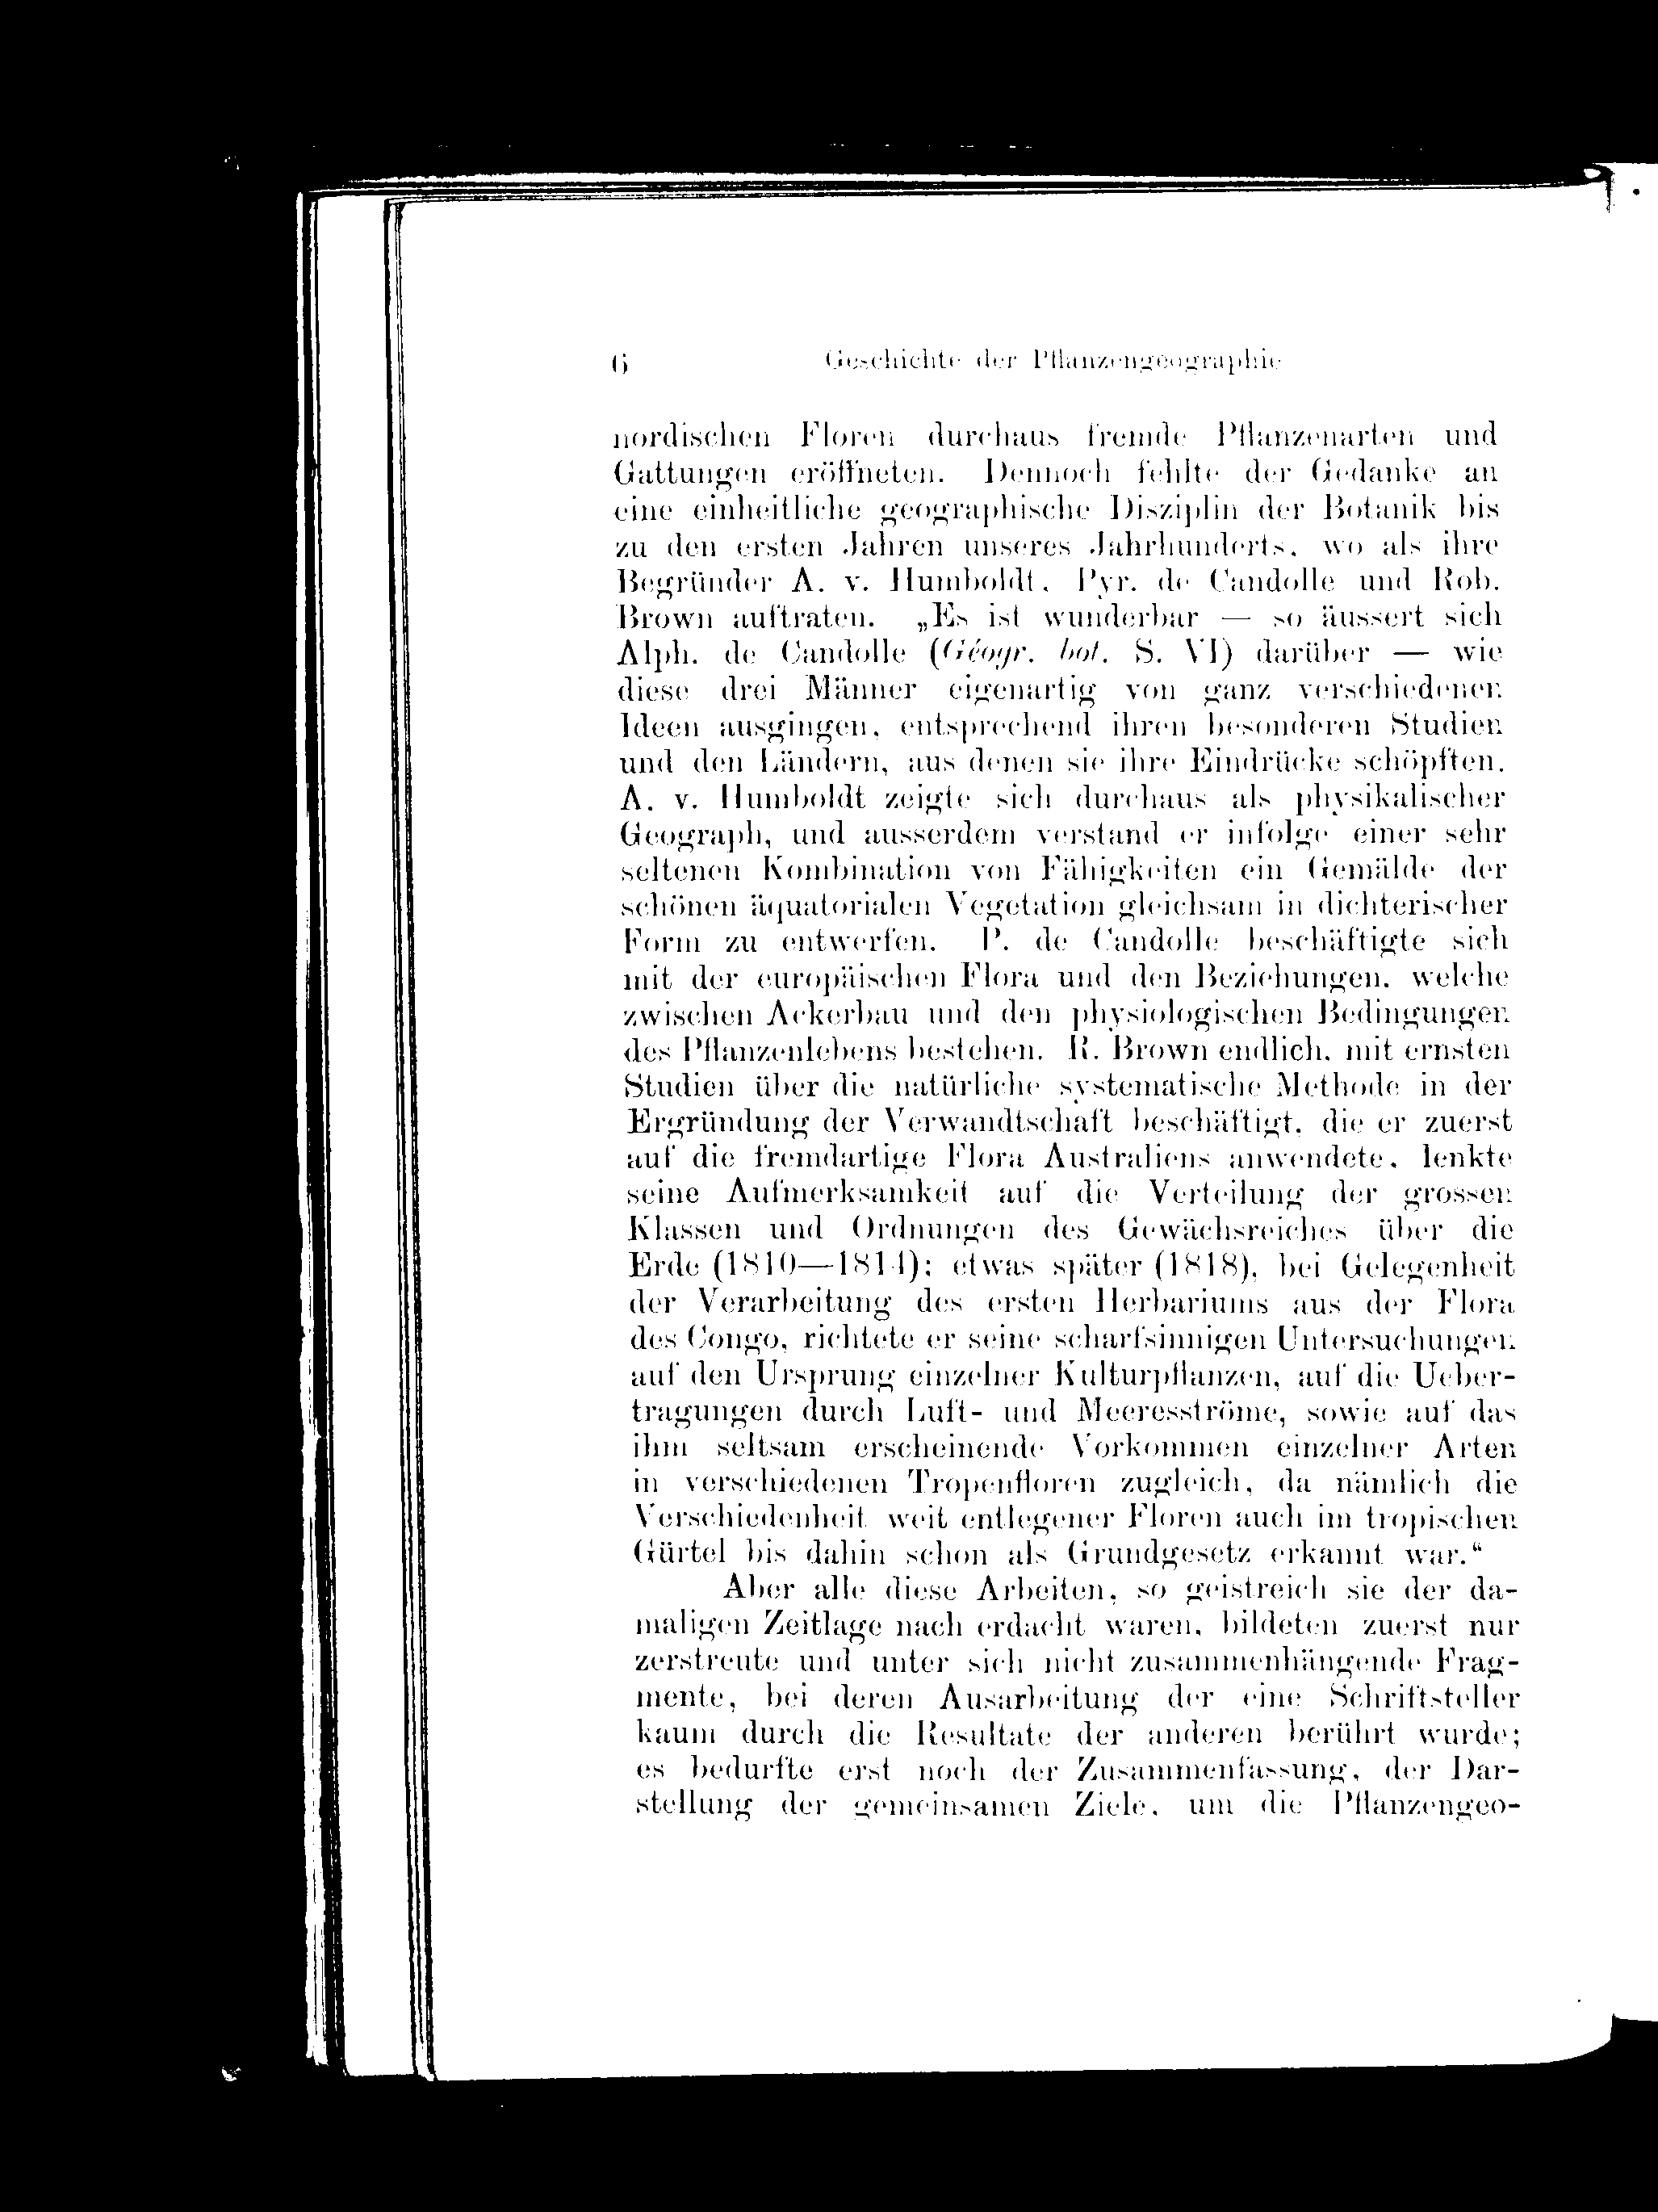 6 Geschichte der Pflanzengeographie
nordischen Floren durchaus fremde Pflanzenarten und
Gattungen eröffneten. Dennoch fehlte der Gedanke an
eine einheitliche geographische Disziplin der Botanik bis
zu den ersten Jahren unseres Jahrhunderts, wo als ihre
Begründer A. v. Humboldt, Pyr. de Candolle und Rob.
Brown auftraten. „Es ist wunderbar — so äussert sich
Alph. de Candolle (Géogr. bot. S. VI) darüber — wie
diese drei Männer eigenartig von ganz verschiedenen
Ideen ausgingen, entsprechend ihren besonderen Studien
und den Ländern, aus denen sie ihre Eindrücke schöpften.
A. v. Humboldt zeigte sich durchaus als physikalischer
Geograph, und ausserdem verstand er infolge einer sehr
seltenen Kombination von Fähigkeiten ein Gemälde der
schönen äquatorialen Vegetation gleichsam in dichterischer
Form zu entwerfen. P. de Candolle beschäftigte sich
mit der europäischen Flora und den Beziehungen, welche
zwischen Ackerbau und den physiologischen Bedingungen
des Pflanzenlebens bestehen. R. Brown endlich, mit ernsten
Studien über die natürliche systematische Methode in der
Ergründung der Verwandtschaft beschäftigt, die er zuerst
auf die fremdartige Flora Australiens anwendete, lenkte
seine Aufmerksamkeit auf die Verteilung der grossen
Klassen und Ordnungen des Gewächsreiches über die
Erde (1810—1814); etwas später (1818), bei Gelegenheit
der Verarbeitung des ersten Herbariums aus der Flora
des Congo, richtete er seine scharfsinnigen Untersuchungen
auf den Ursprung einzelner Kulturpflanzen, auf die Ueber-
tragungen durch Luft- und Meeresströme, sowie auf das
ihm seltsam erscheinende Vorkommen einzelner Arten
in verschiedenen Tropenfloren zugleich, da nämlich die
Verschiedenheit weit entlegener Floren auch im tropischen
Gürtel bis dahin schon als Grundgesetz erkannt war.“
Aber alle diese Arbeiten, so geistreich sie der da-
maligen Zeitlage nach erdacht waren, bildeten zuerst nur
zerstreute und unter sich nicht zusammenhängende Frag-
mente, bei deren Ausarbeitung der eine Schriftsteller
kaum durch die Resultate der anderen berührt wurde;
es bedurfte erst noch der Zusammenfassung, der Dar-
stellung der gemeinsamen Ziele, um die Pflanzengeo-